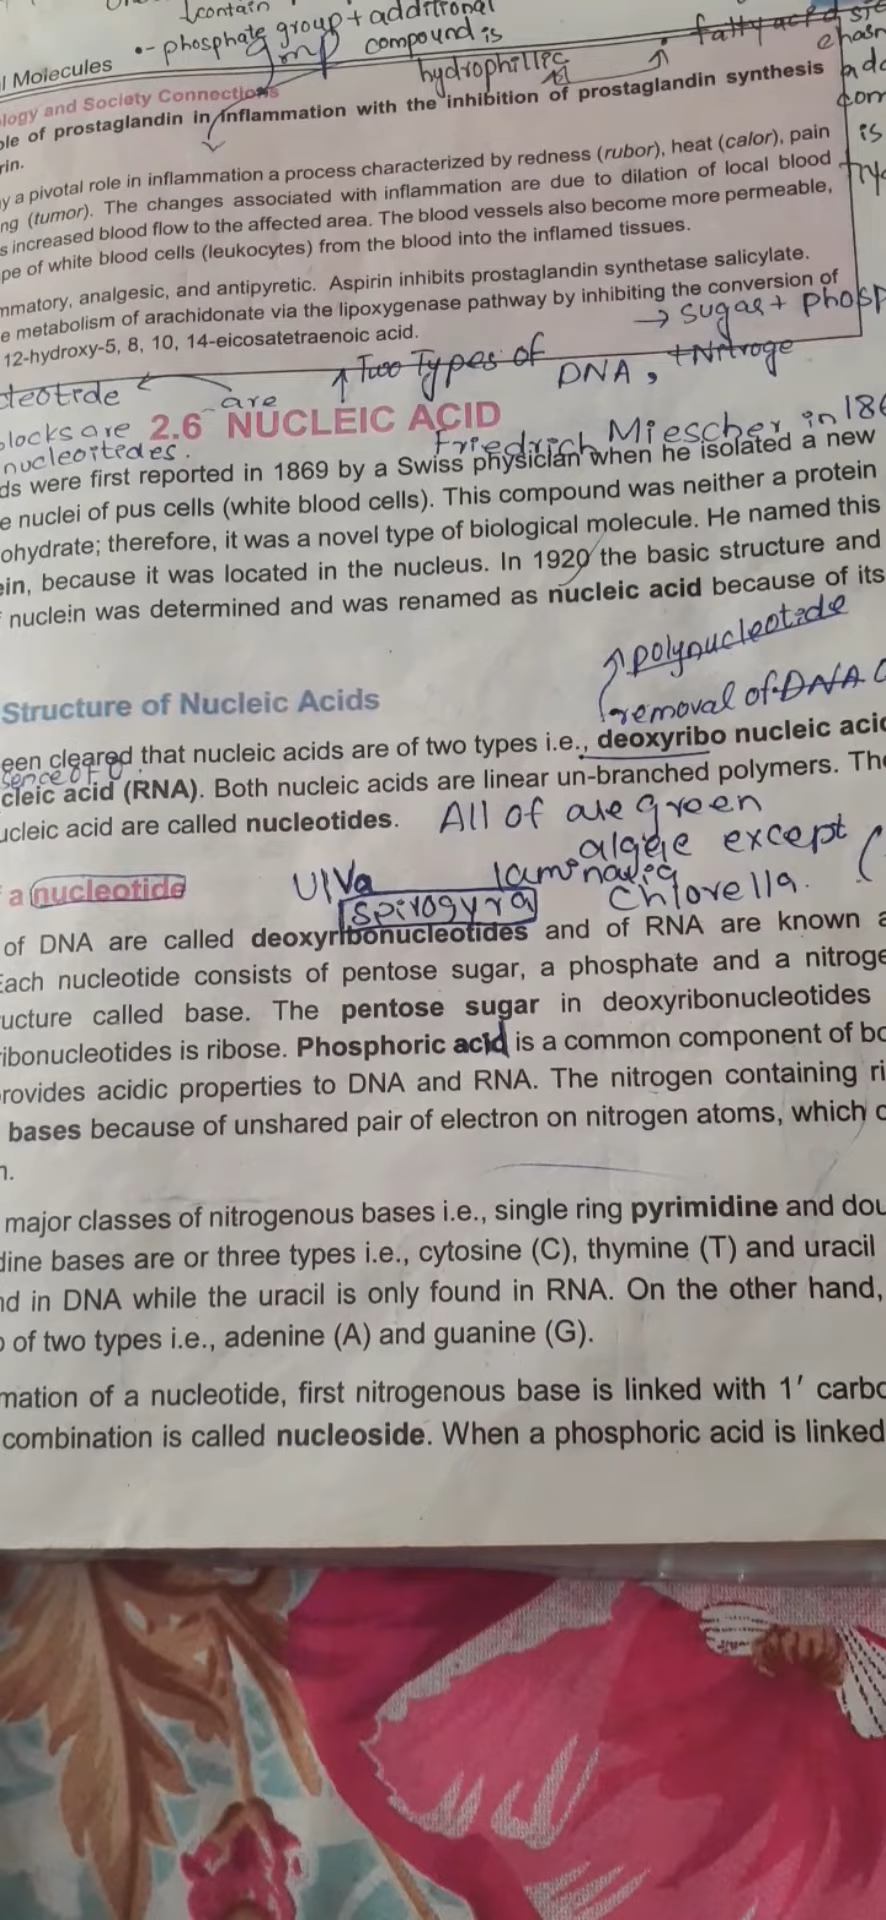 contain
•- phosphate group + additional
compound is
imp
fatty acid
hydrophillic
l Molecules
logy and Society Connections
ole of prostaglandin in inflammation with the inhibition of prostaglandin synthesis
rin.
is
y a pivotal role in inflammation a process characterized by redness (rubor), heat (calor), pain
ng (tumor). The changes associated with inflammation are due to dilation of local blood
s increased blood flow to the affected area. The blood vessels also become more permeable,
pe of white blood cells (leukocytes) from the blood into the inflamed tissues.
mmatory, analgesic, and antipyretic. Aspirin inhibits prostaglandin synthetase salicylate.
e metabolism of arachidonate via the lipoxygenase pathway by inhibiting the conversion of
12-hydroxy-5, 8, 10, 14-eicosatetraenoic acid.
→ sugar + phosp
↑ Two Types of
DNA, + Nitroge
cleotide are
2.6 NUCLEIC ACID
locks are
nucleoitedes.
Friedrich Miescher in 186
ds were first reported in 1869 by a Swiss physician when he isolated a new
e nuclei of pus cells (white blood cells). This compound was neither a protein
ohydrate; therefore, it was a novel type of biological molecule. He named this
ein, because it was located in the nucleus. In 1920 the basic structure and
f nuclein was determined and was renamed as nucleic acid because of its
polynucleotide
removal of DNA
Structure of Nucleic Acids
een cleared that nucleic acids are of two types i.e., deoxyribo nucleic acid
sence of O
cleic acid (RNA). Both nucleic acids are linear un-branched polymers. The
ucleic acid are called nucleotides.
All of are green
algae except
a nucleotide
Ulva
laminaria
Spirogyra
Chlorella.
of DNA are called deoxyribonucleotides and of RNA are known a
Each nucleotide consists of pentose sugar, a phosphate and a nitroge
ucture called base. The pentose sugar in deoxyribonucleotides
ibonucleotides is ribose. Phosphoric acid is a common component of bo
rovides acidic properties to DNA and RNA. The nitrogen containing ri
bases because of unshared pair of electron on nitrogen atoms, which c
n.
major classes of nitrogenous bases i.e., single ring pyrimidine and dou
dine bases are or three types i.e., cytosine (C), thymine (T) and uracil
nd in DNA while the uracil is only found in RNA. On the other hand,
o of two types i.e., adenine (A) and guanine (G).
mation of a nucleotide, first nitrogenous base is linked with 1′ carbo
combination is called nucleoside. When a phosphoric acid is linked